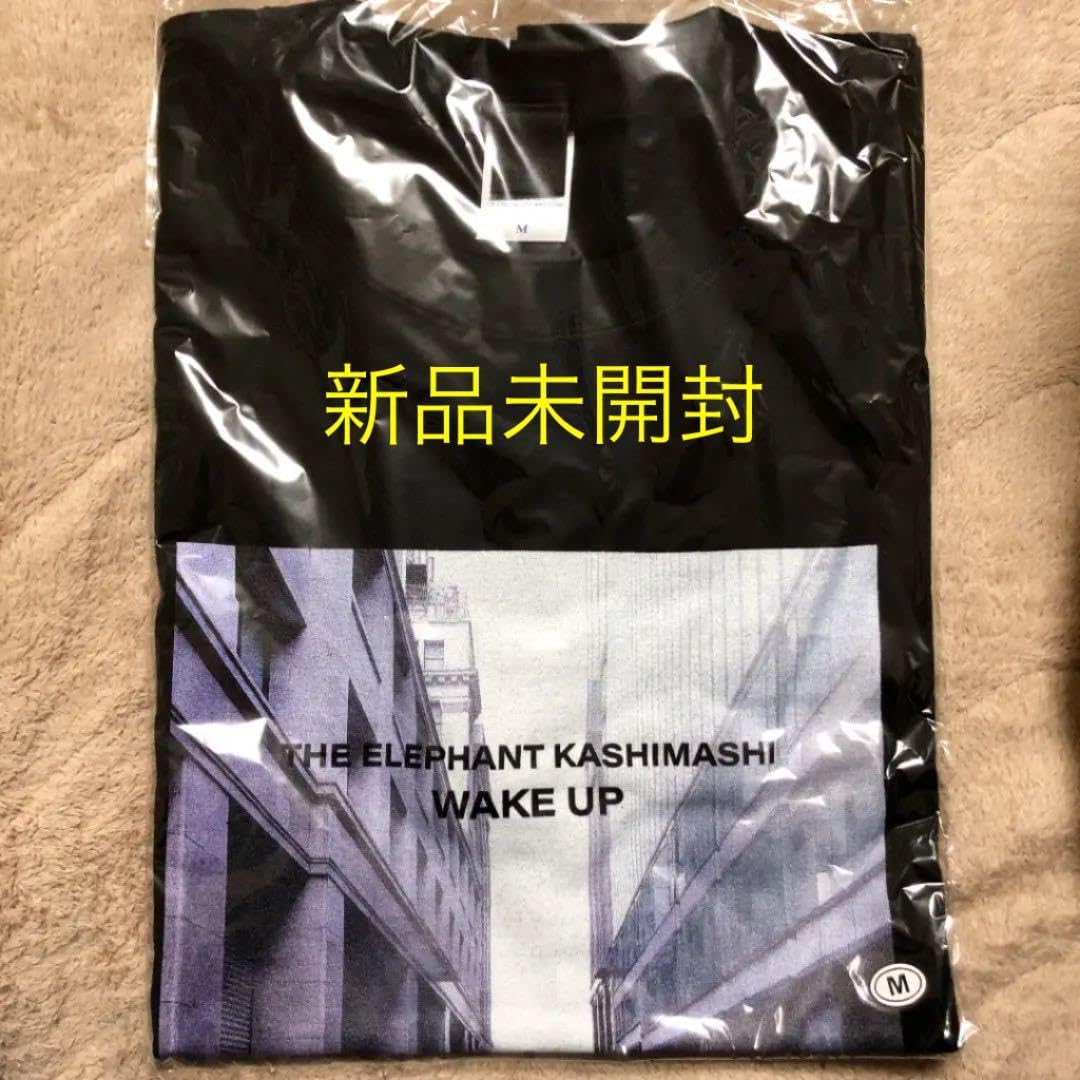 M
新品未開封
THE ELEPHANT KASHIMASHI
WAKE UP
M